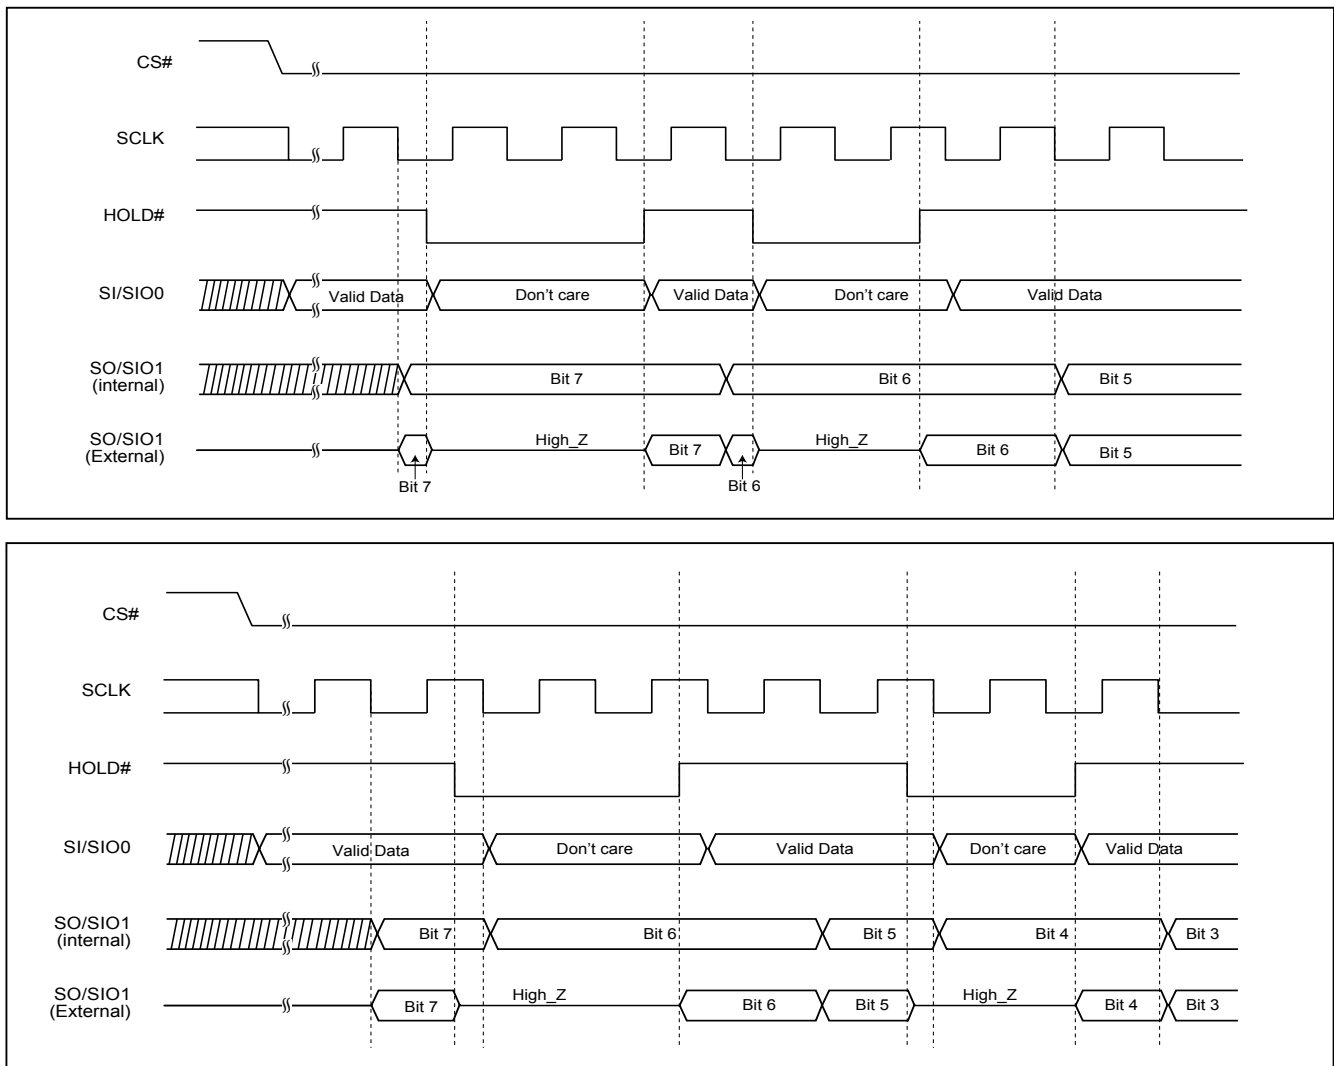 CS#
SCLK
HOLD#
SI/SIO0
Valid Data
Don't care
Valid Data
Don't care
Valid Data
SO/SIO1
(internal)
Bit 7
Bit 6
Bit 5
SO/SIO1
(External)
High_Z
Bit 7
High_Z
Bit 6
Bit 5
Bit 7
Bit 6
CS#
SCLK
HOLD#
SI/SIO0
Valid Data
Don't care
Valid Data
Don't care
Valid Data
SO/SIO1
(internal)
Bit 7
Bit 6
Bit 5
Bit 4
Bit 3
SO/SIO1
(External)
Bit 7
High_Z
Bit 6
Bit 5
High_Z
Bit 4
Bit 3